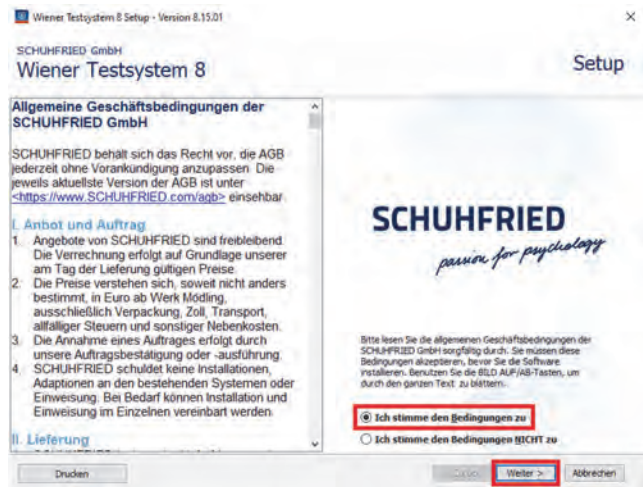 Wiener Testsystem 8 Setup - Version 8.15.01
SCHUHFRIED GmbH
Wiener Testsystem 8
Setup
Allgemeine Geschäftsbedingungen der
SCHUHFRIED GmbH
SCHUHFRIED behält sich das Recht vor, die AGB
jederzeit ohne Vorankündigung anzupassen. Die
jeweils aktuellste Version der AGB ist unter
<https://www.SCHUHFRIED.com/agb> einsehbar.
I. Anbot und Auftrag
1. Angebote von SCHUHFRIED sind freibleibend.
Die Verrechnung erfolgt auf Grundlage unserer
am Tag der Lieferung gültigen Preise.
2. Die Preise verstehen sich, soweit nicht anders
bestimmt, in Euro ab Werk Mödling,
ausschließlich Verpackung, Zoll, Transport,
allfälliger Steuern und sonstiger Nebenkosten.
3. Die Annahme eines Auftrages erfolgt durch
unsere Auftragsbestätigung oder -ausführung.
4. SCHUHFRIED schuldet keine Installationen,
Adaptionen an den bestehenden Systemen oder
Einweisung. Bei Bedarf können Installation und
Einweisung im Einzelnen vereinbart werden.
II. Lieferung
SCHUHFRIED
passion for psychology
Bitte lesen Sie die allgemeinen Geschäftsbedingungen der
SCHUHFRIED GmbH sorgfältig durch. Sie müssen diese
Bedingungen akzeptieren, bevor Sie die Software
installieren. Benutzen Sie die BILD AUF/AB-Tasten, um
durch den ganzen Text zu blättern.
Ich stimme den Bedingungen zu
Ich stimme den Bedingungen NICHT zu
Drucken
Weiter >
Abbrechen